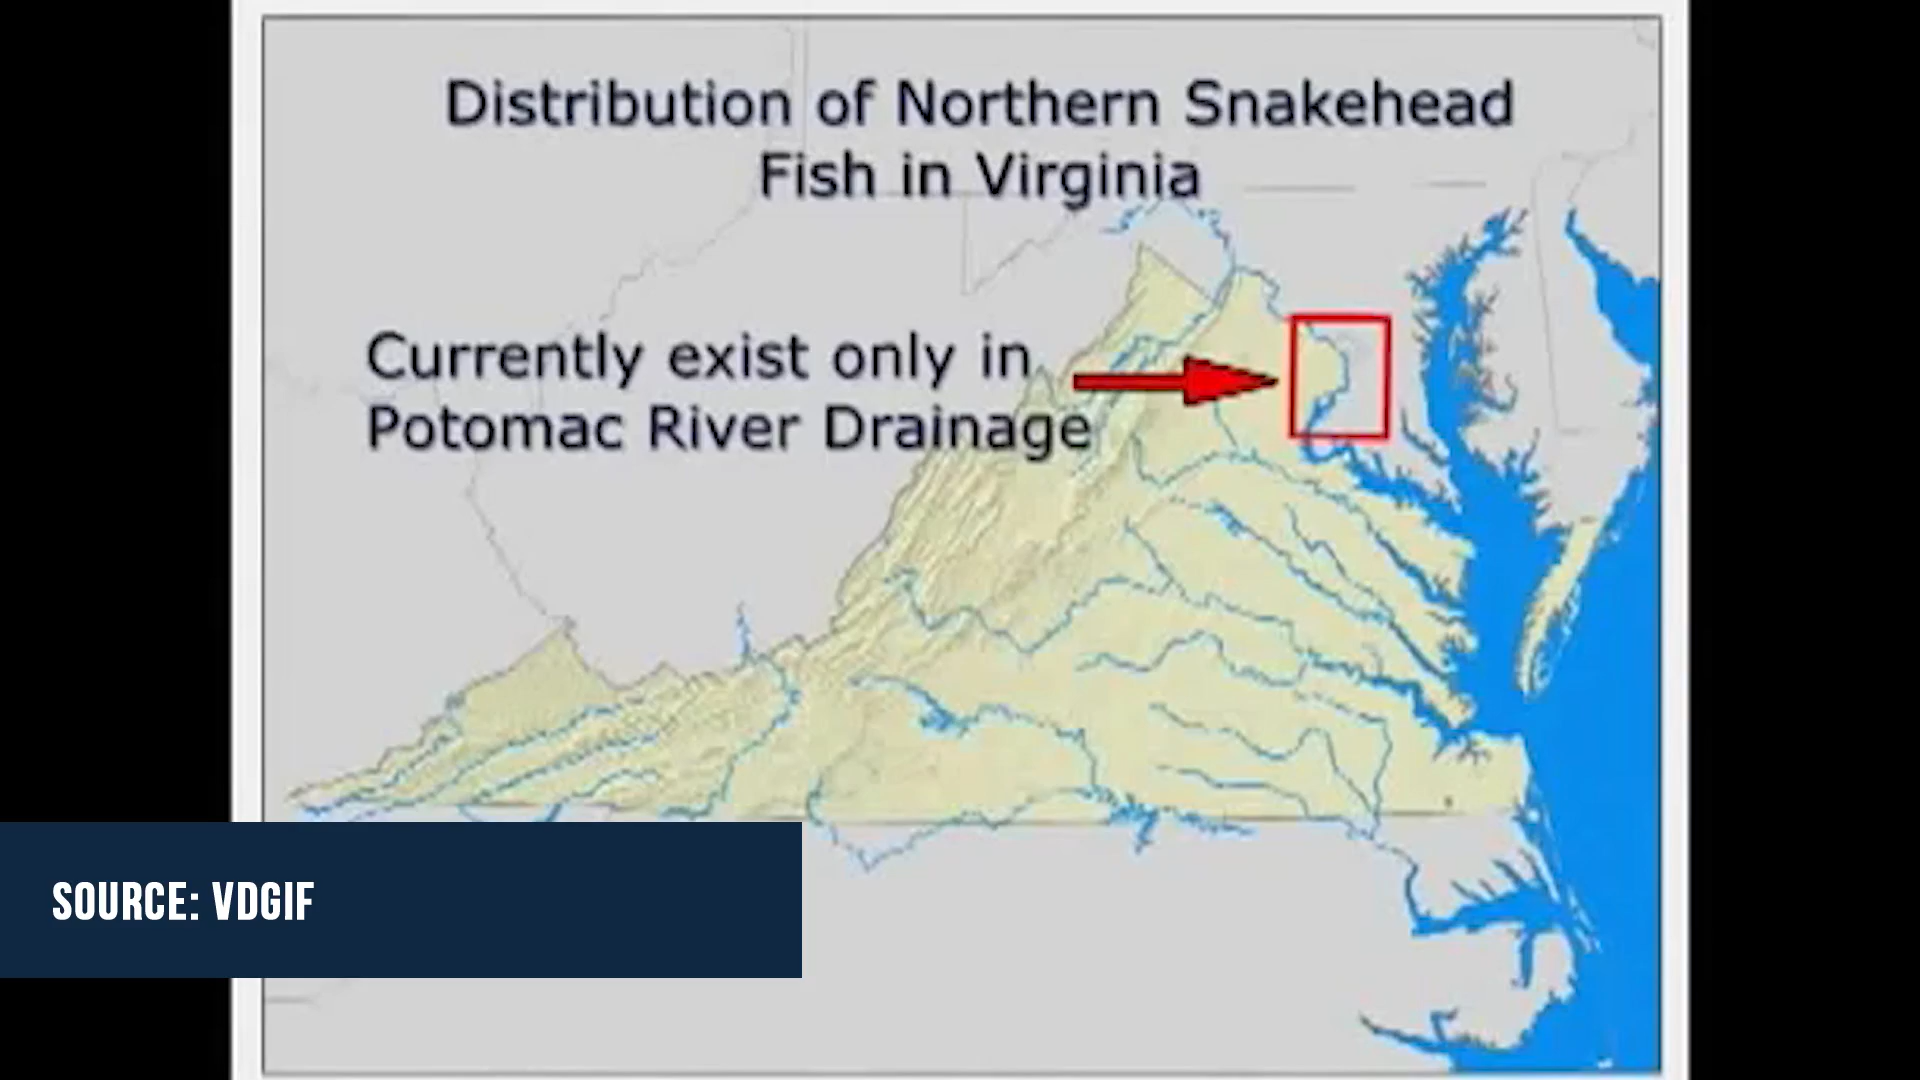 Distribution of Northern Snakehead
Fish in Virginia
Currently exist only in
Potomac River Drainage
SOURCE: VDGIF